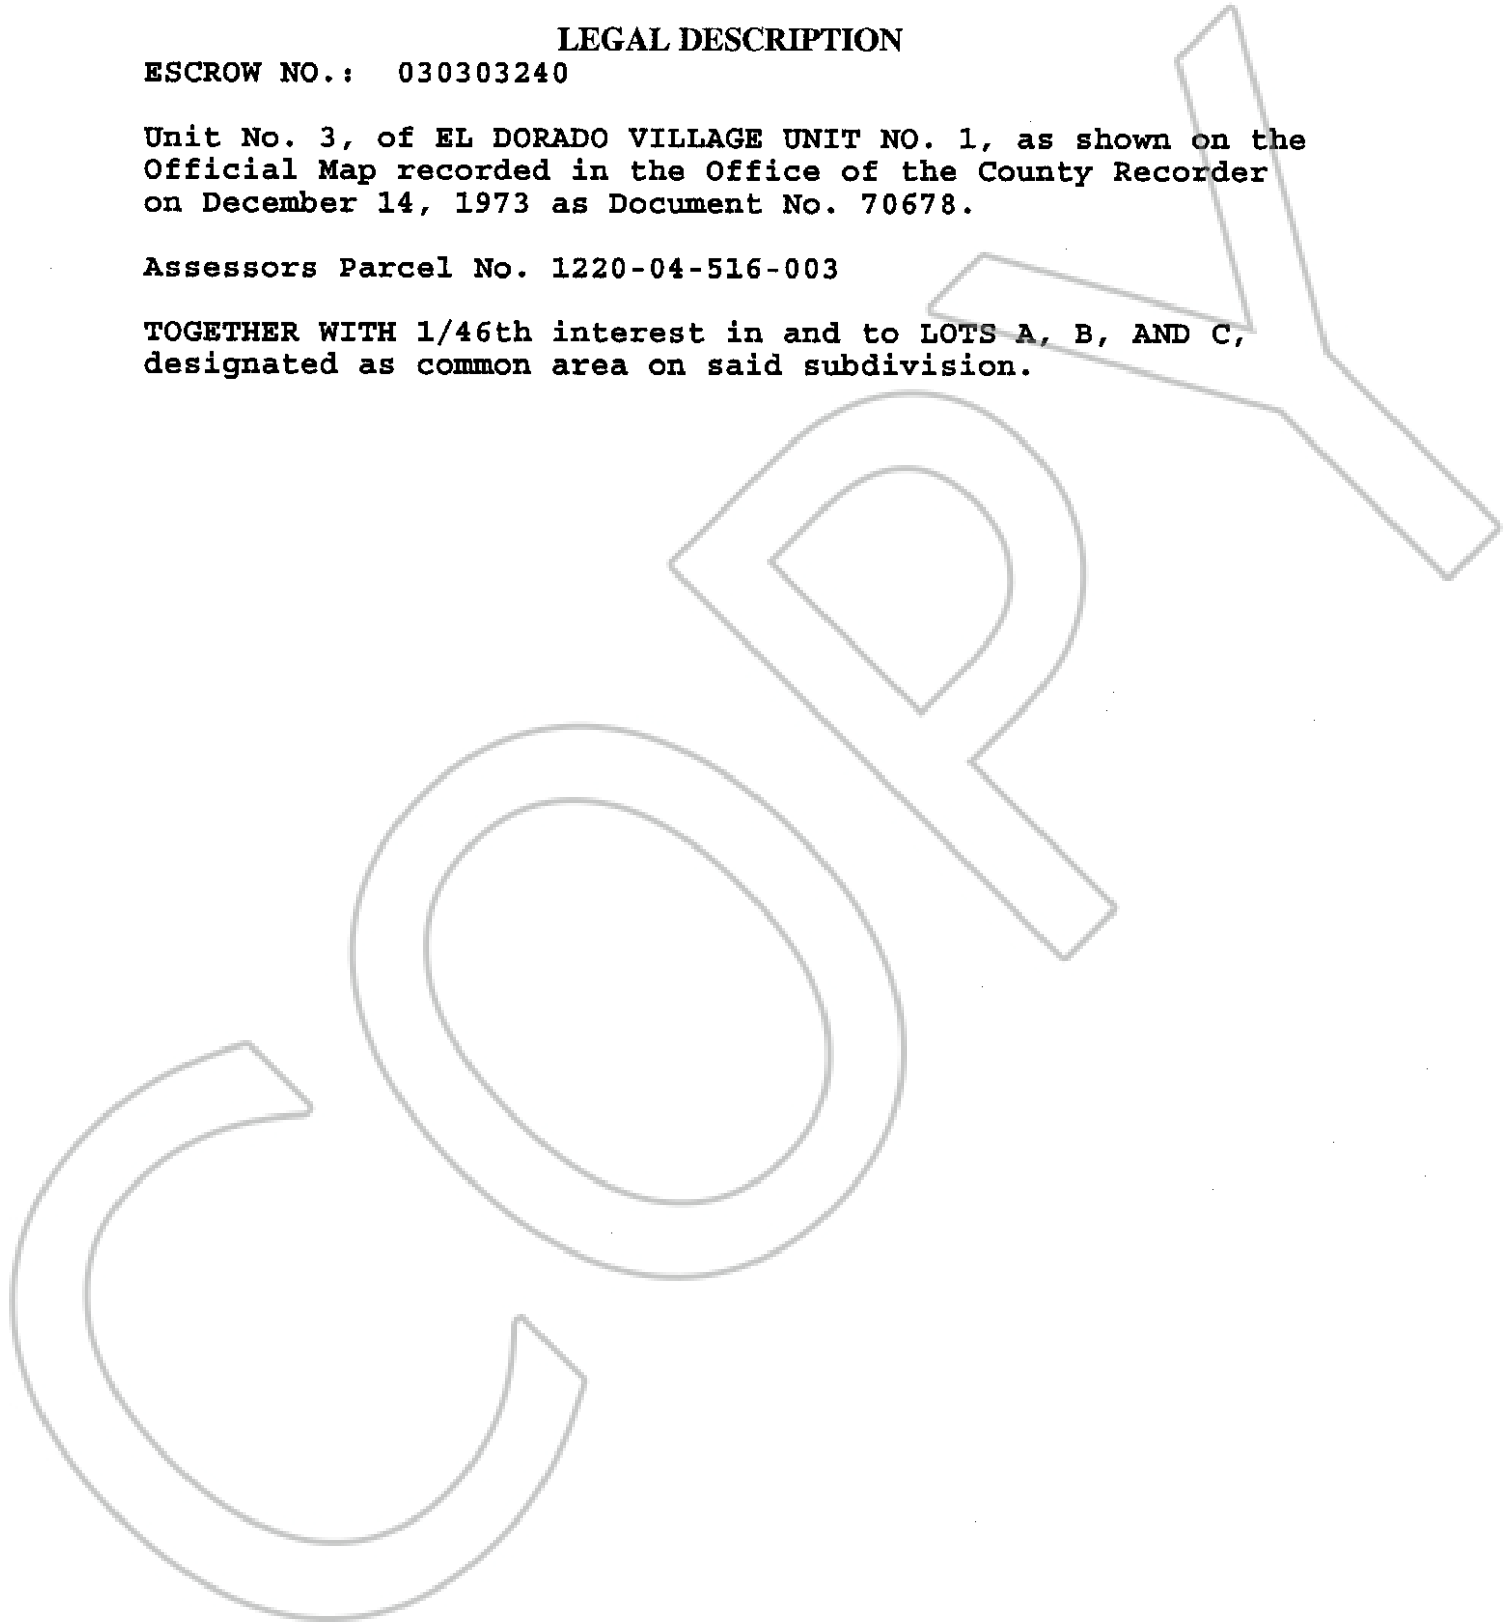 LEGAL DESCRIPTION
ESCROW NO.: 030303240
Unit No. 3, of EL DORADO VILLAGE UNIT NO. 1, as shown on the
Official Map recorded in the Office of the County Recorder
on December 14, 1973 as Document No. 70678.
Assessors Parcel No. 1220-04-516-003
TOGETHER WITH 1/46th interest in and to LOTS A, B, AND C,
designated as common area on said subdivision.
COPY